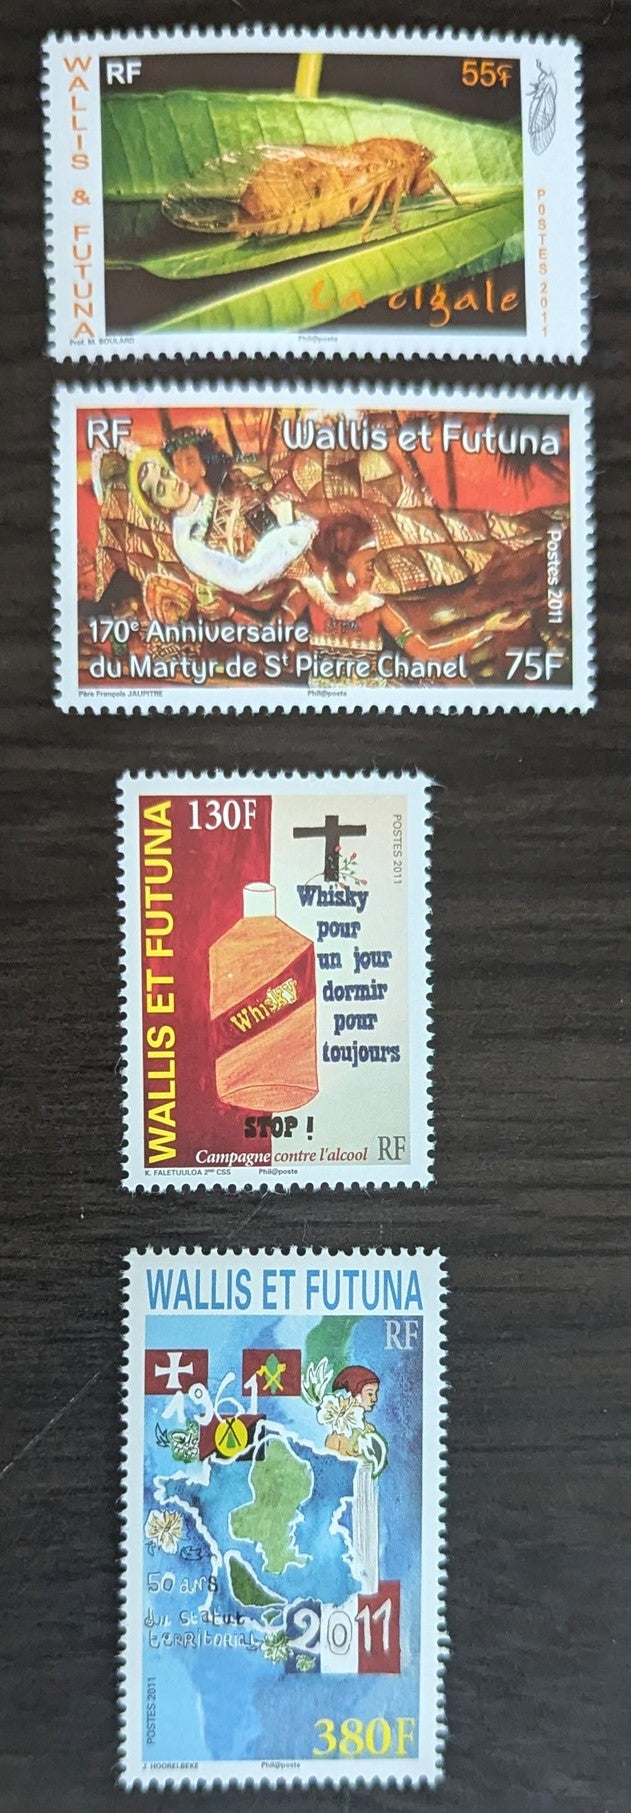 WALLIS & FUTUNA
RF
55F
POSTES 2011
La cigale
Prof. M. BOULARD
Phil@poste
RF
Wallis et Futuna
Postes 2011
170e Anniversaire
du Martyr de St Pierre Chanel
75F
Père François JAUPITRE
Phil@poste
WALLIS ET FUTUNA
130F
POSTES 2011
Whisky
pour
un jour
dormir
pour
toujours
Whisky
STOP !
Campagne contre l'alcool
RF
K. FALETUULOA 2ND CSS
Phil@poste
WALLIS ET FUTUNA
RF
1961
50 ans
du statut
territorial
2011
POSTES 2011
380F
J. HOORELBEKE
Phil@poste